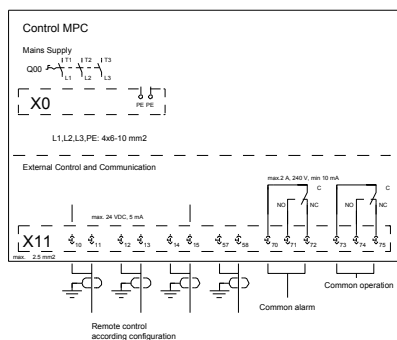 Control MPC
Mains Supply
T1 T2 T3
Q00
L1 L2 L3
X0
PE PE
L1,L2,L3,PE: 4x6-10 mm2
External Control and Communication
max.2 A, 240 V, min 10 mA
C C
NO NC NO NC
max. 24 VDC, 5 mA
X11
10 11 12 13 14 15 57 58 70 71 72 73 74 75
max. 2.5 mm2
Common operation
Common alarm
Remote control
according configuration